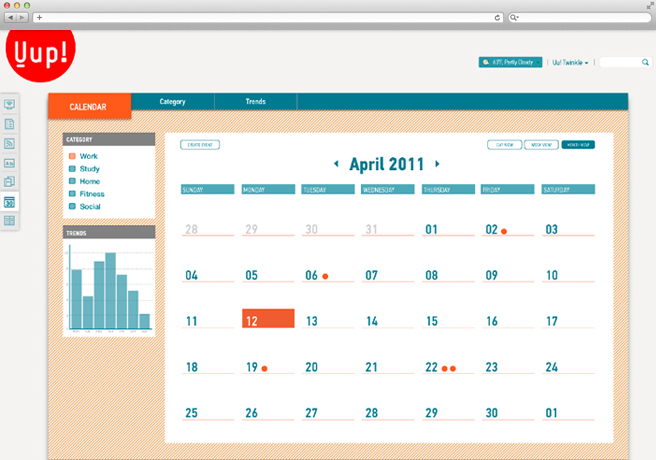 Uup!
47F, Partly Cloudy
Uu! Twinkle
CALENDAR
Category
Trends
CATEGORY
Work
Study
Home
Fitness
Social
TRENDS
CREATE EVENT
DAY VIEW
WEEK VIEW
MONTH VIEW
April 2011
SUNDAY MONDAY TUESDAY WEDNESDAY THURSDAY FRIDAY SATURDAY
28 29 30 31 01 02 03
04 05 06 07 08 09 10
11 12 13 14 15 16 17
18 19 20 21 22 23 24
25 26 27 28 29 30 01